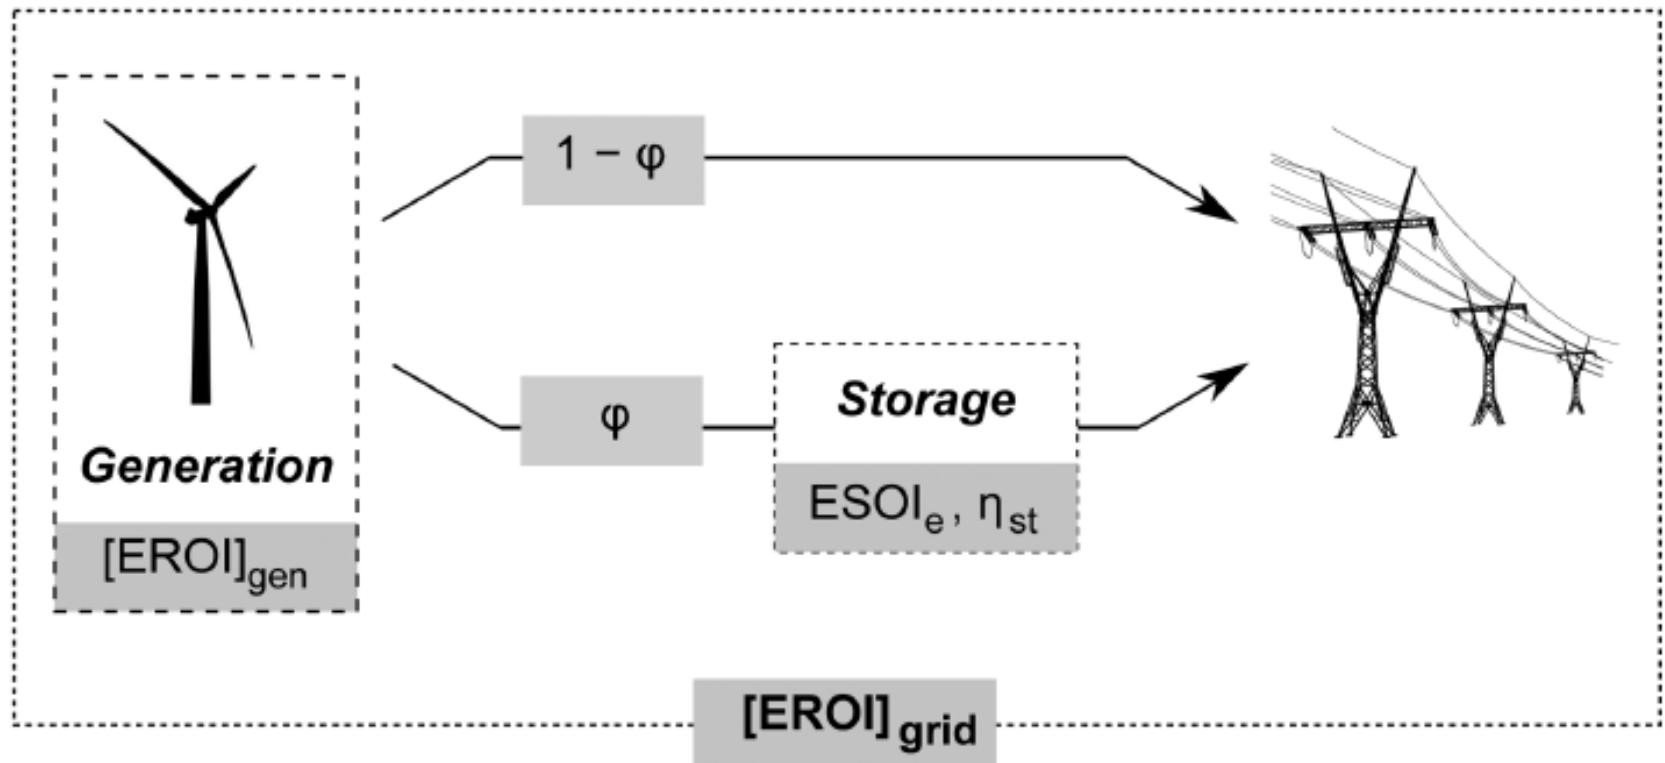 1 – φ
φ
Storage
ESOIₑ, ηst
Generation
[EROI]gen
[EROI]grid